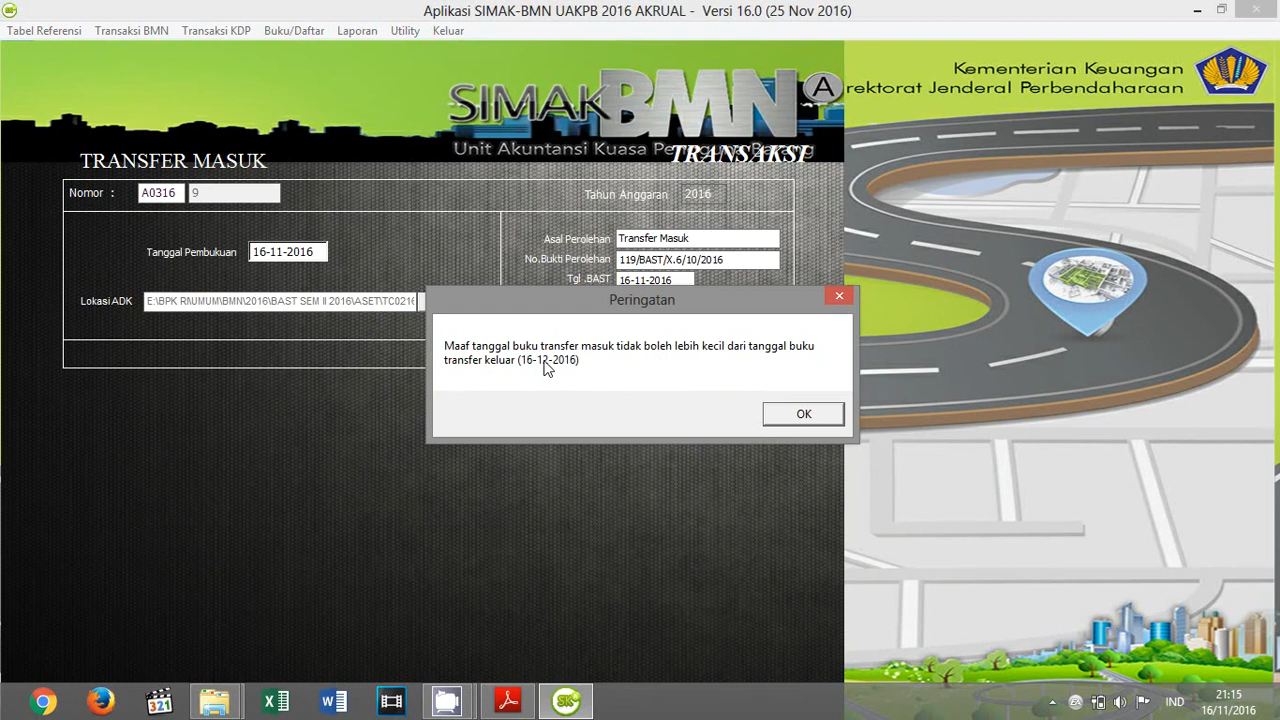 Aplikasi SIMAK-BMN UAKPB 2016 AKRUAL - Versi 16.0 (25 Nov 2016)
Tabel Referensi Transaksi BMN Transaksi KDP Buku/Daftar Laporan Utility Keluar
Kementerian Keuangan
rektorat Jenderal Perbendaharaan
SIMAK BMN A
Unit Akuntansi Kuasa Pengguna Barang
TRANSFER MASUK
TRANSAKSI
Nomor : A0316 9 Tahun Anggaran 2016
Asal Perolehan Transfer Masuk
Tanggal Pembukuan 16-11-2016
No.Bukti Perolehan 119/BAST/X.6/10/2016
Tgl .BAST 16-11-2016
Lokasi ADK E:\BPK RI\UMUM\BMN\2016\BAST SEM II 2016\ASET\TC0216
Peringatan
Maaf tanggal buku transfer masuk tidak boleh lebih kecil dari tanggal buku
transfer keluar (16-12-2016)
OK
321
SK
IND
21:15
16/11/2016